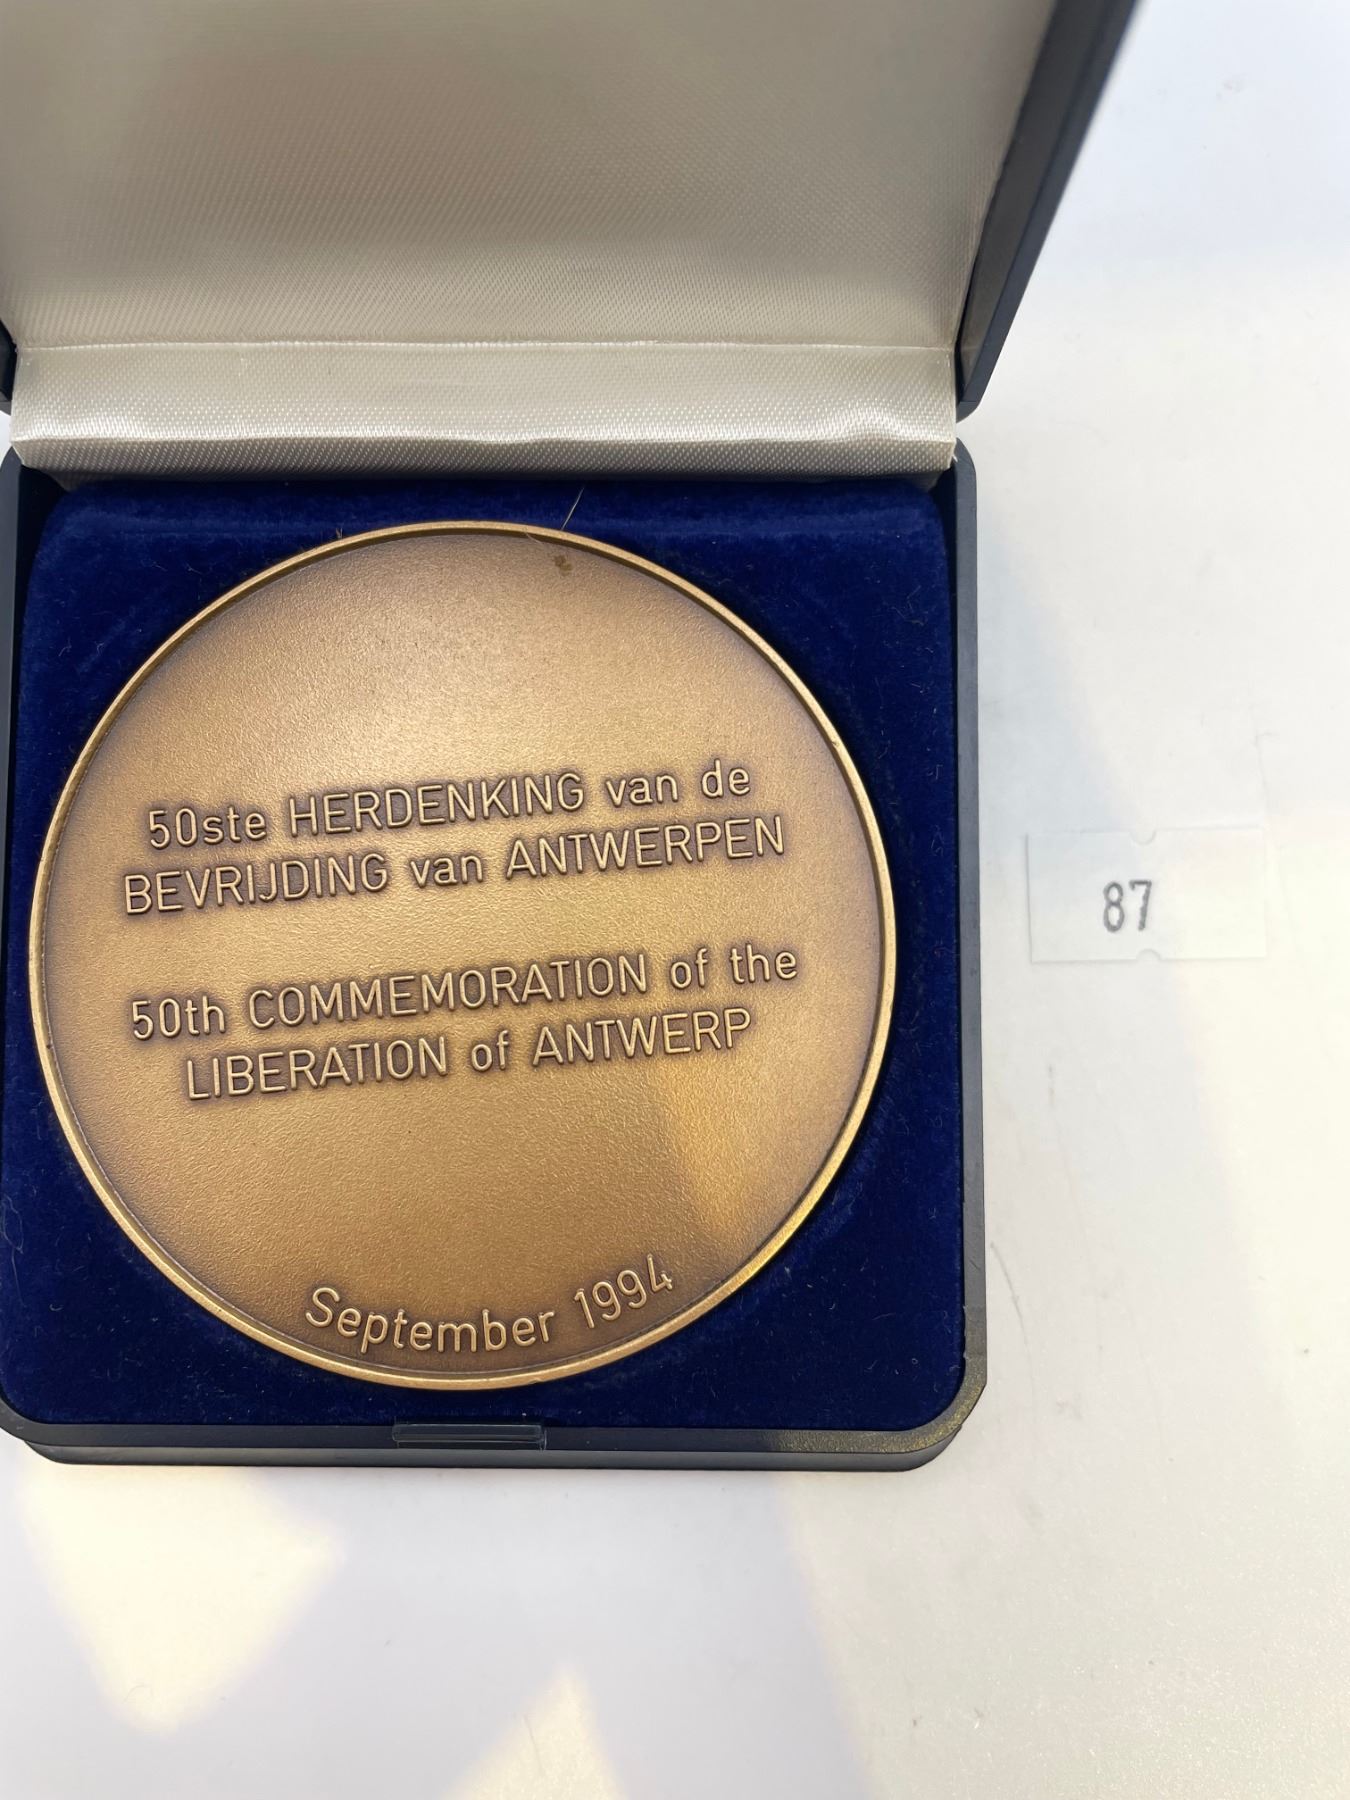 50ste HERDENKING van de
BEVRIJDING van ANTWERPEN
50th COMMEMORATION of the
LIBERATION of ANTWERP
September 1994
87